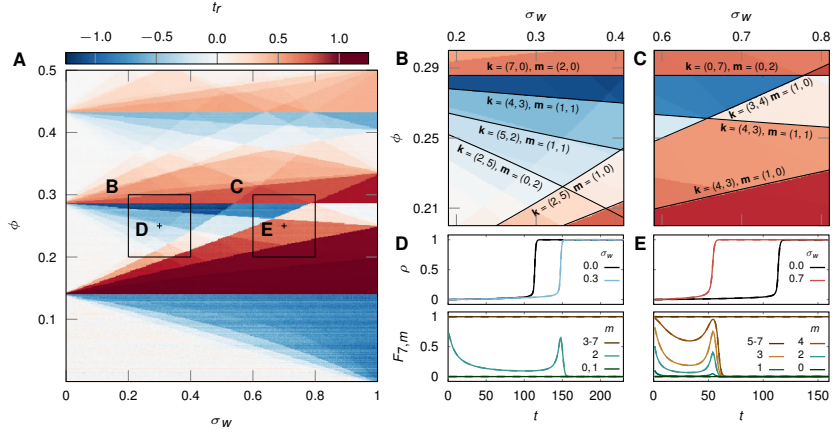 t_r
−1.0 −0.5 0.0 0.5 1.0
A
ϕ
0.5
0.4
0.3
0.2
0.1
B
C
D
E
0 0.2 0.4 0.6 0.8 1
σ_w
σ_w
0.2 0.3 0.4
B
ϕ
0.29
0.25
0.21
k = (7, 0), m = (2, 0)
k = (4, 3), m = (1, 1)
k = (5, 2), m = (1, 1)
k = (2, 5), m = (0, 2)
k = (2, 5) m = (1, 0)
σ_w
0.6 0.7 0.8
C
k = (0, 7), m = (0, 2)
k = (3, 4) m = (1, 0)
k = (4, 3), m = (1, 1)
k = (4, 3), m = (1, 0)
D
ρ
1
0
σ_w
0.0
0.3
F_7,m
1
0
m
3-7
2
0, 1
0 50 100 150 200
t
E
1
0
σ_w
0.0
0.7
1
0
m
5-7 4
3 2
1 0
0 50 100 150
t